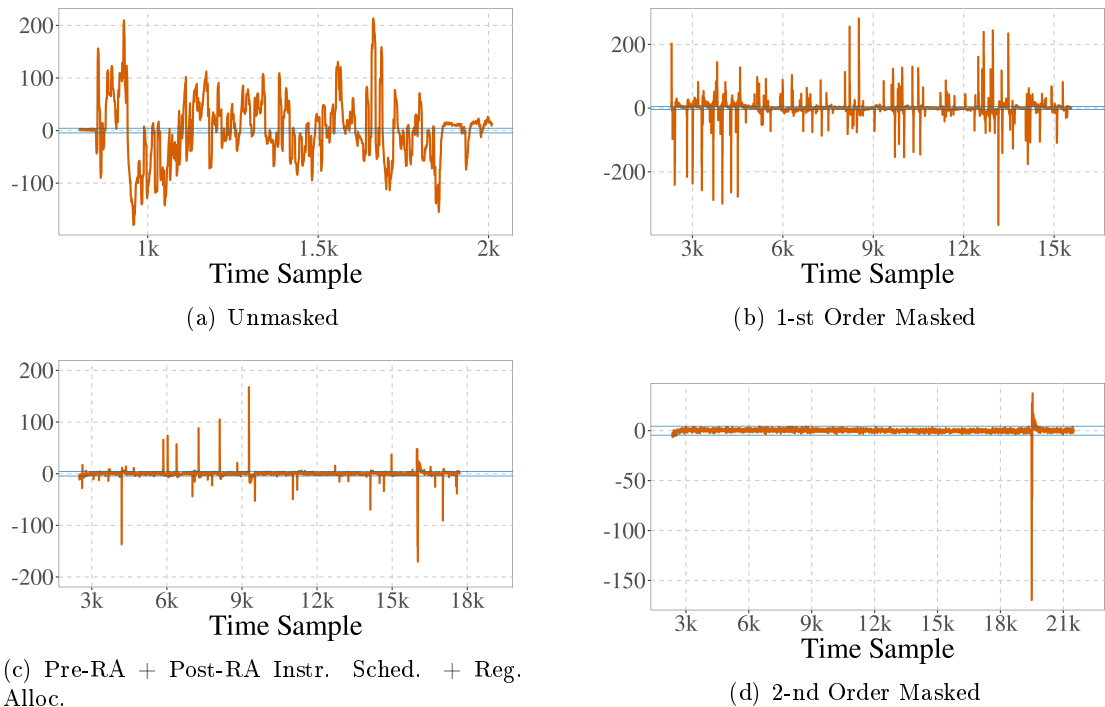 200
100
0
-100
1k
1.5k
2k
Time Sample
(a) Unmasked
200
0
-200
3k
6k
9k
12k
15k
Time Sample
(b) 1-st Order Masked
200
100
0
-100
-200
3k
6k
9k
12k
15k
18k
Time Sample
(c) Pre-RA + Post-RA Instr. Sched. + Reg.
Alloc.
0
-50
-100
-150
3k
6k
9k
12k
15k
18k
21k
Time Sample
(d) 2-nd Order Masked